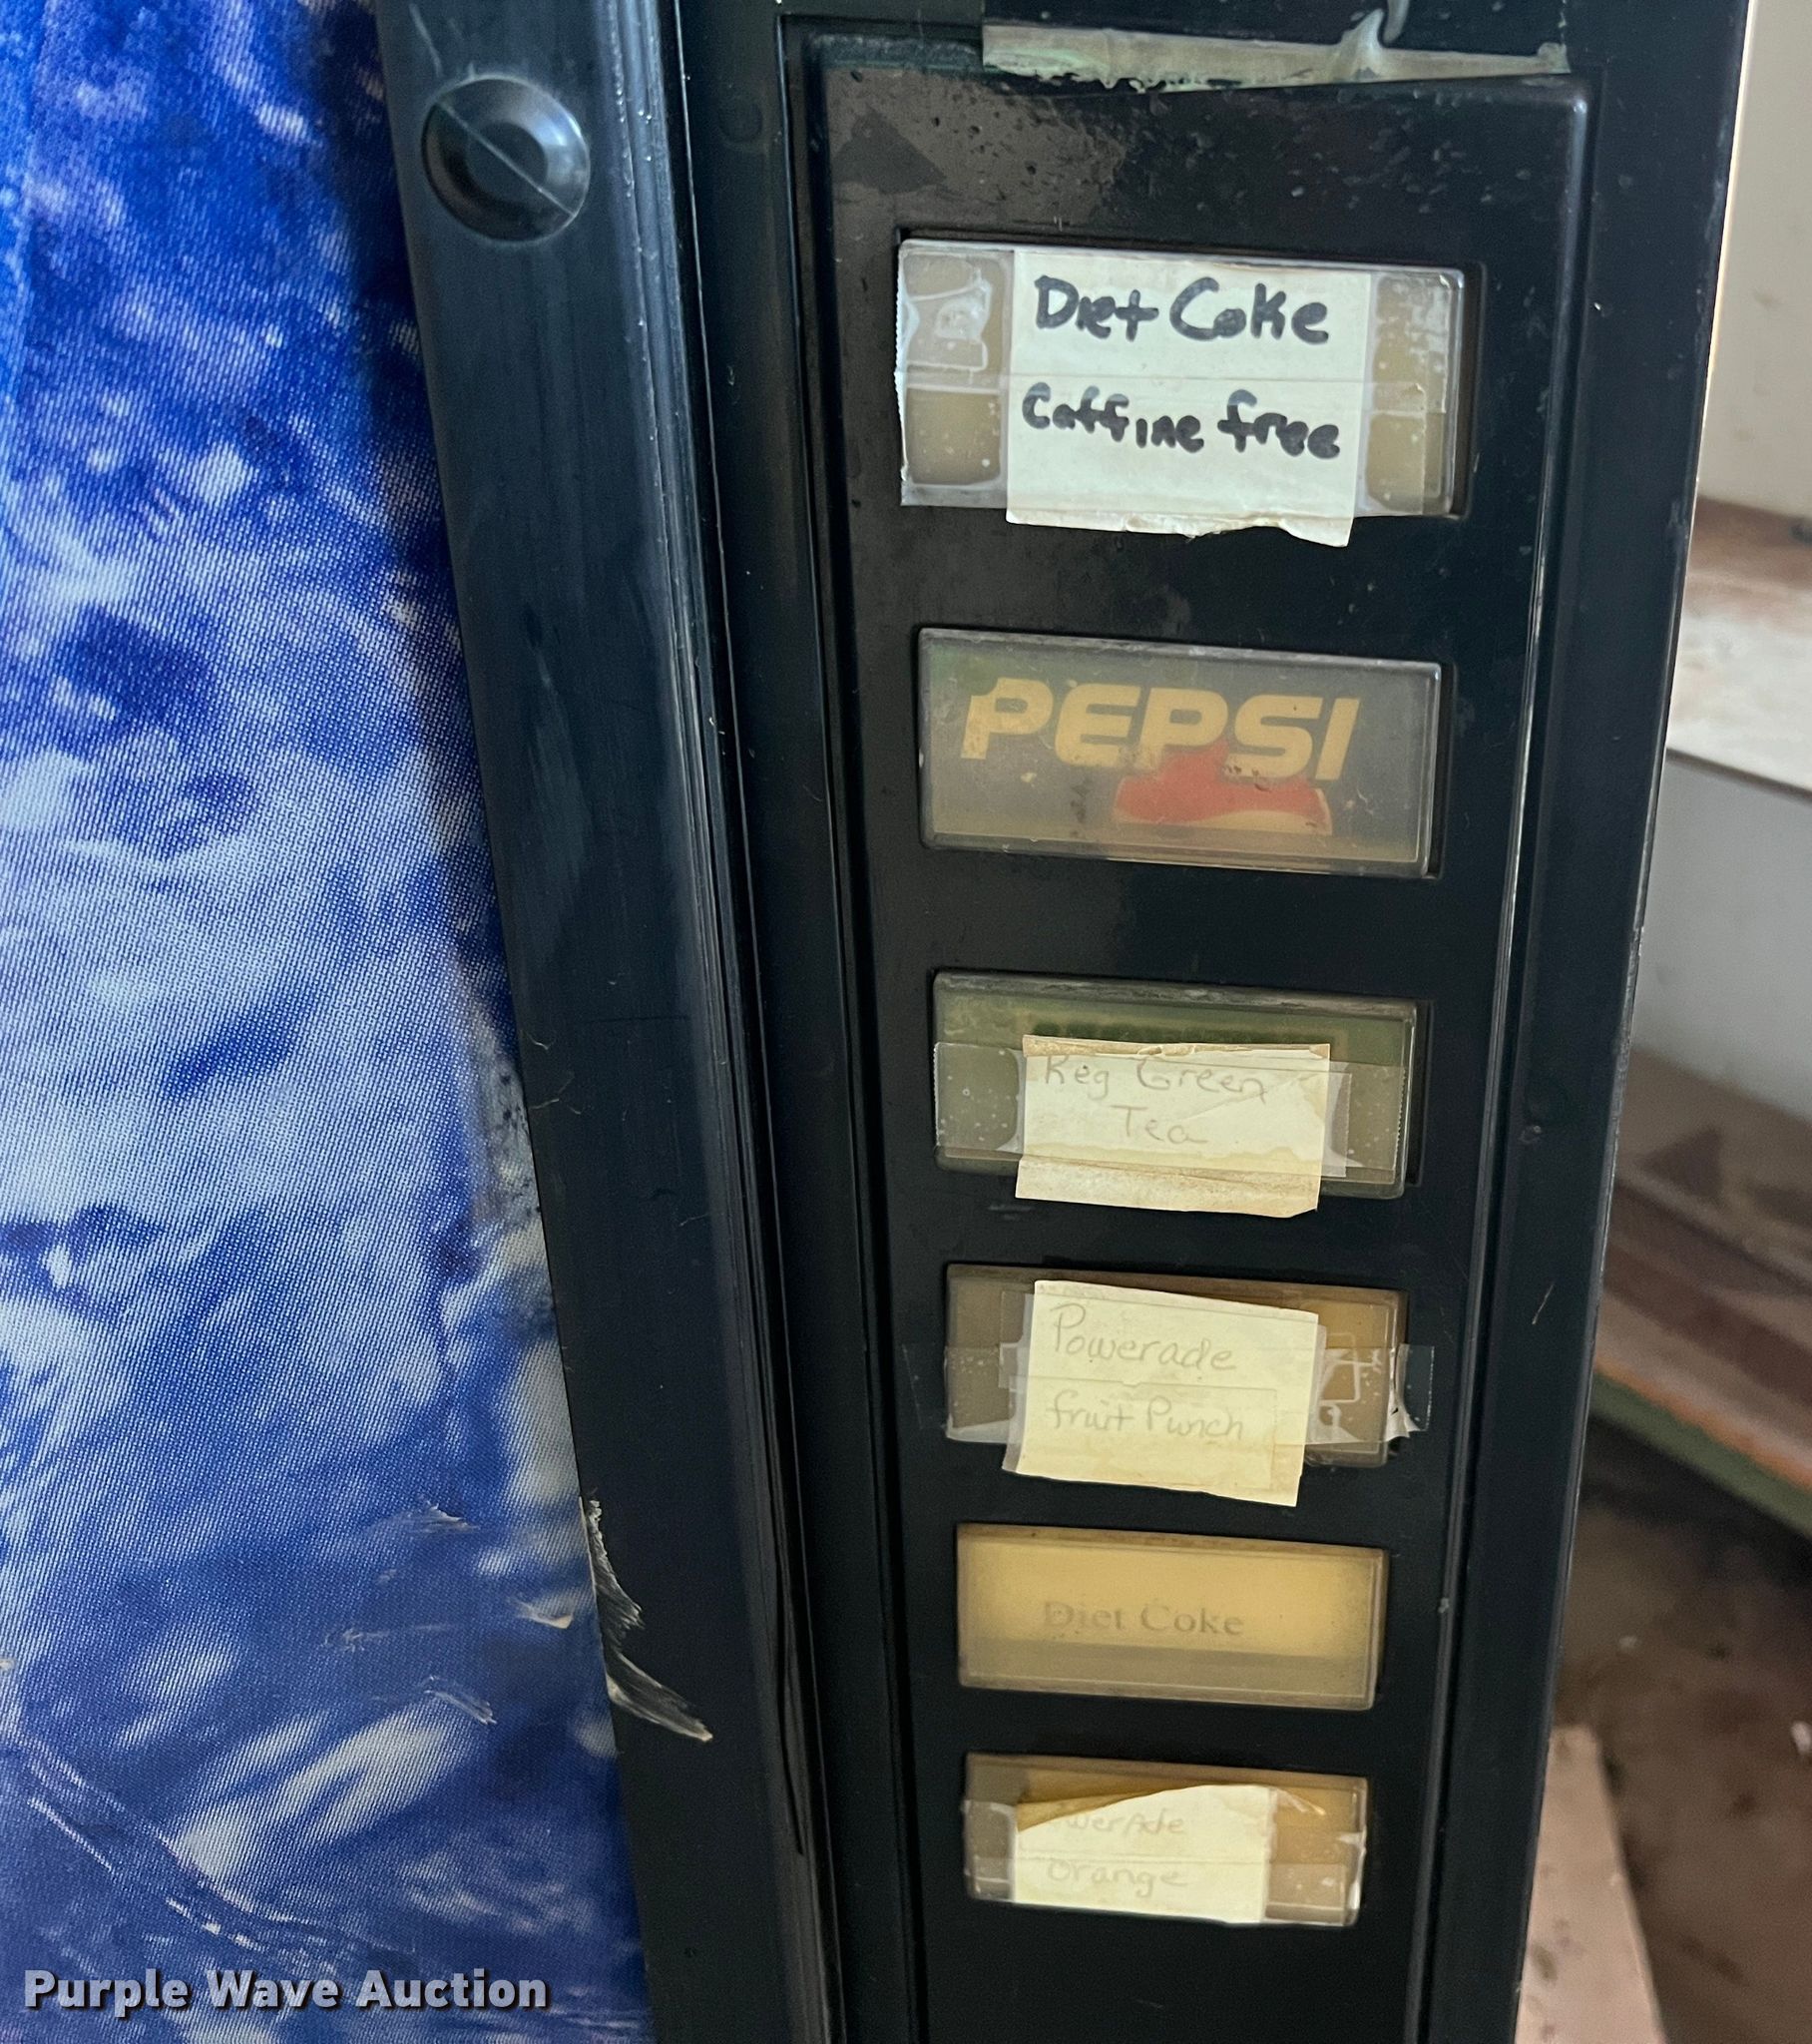 Diet Coke
Caffine free
PEPSI
Reg Green
Tea
Powerade
fruit Punch
Diet Coke
werAde
Orange
Purple Wave Auction